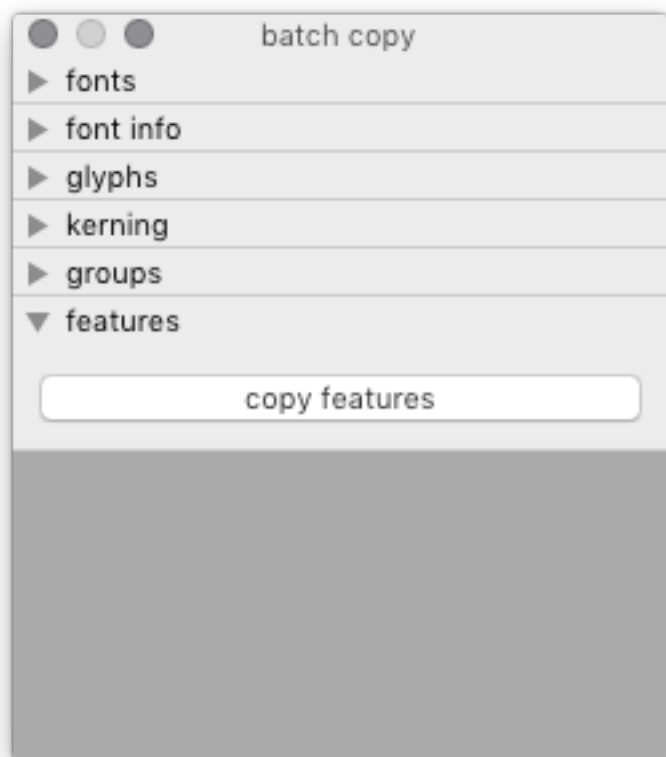 batch copy
fonts
font info
glyphs
kerning
groups
features
copy features